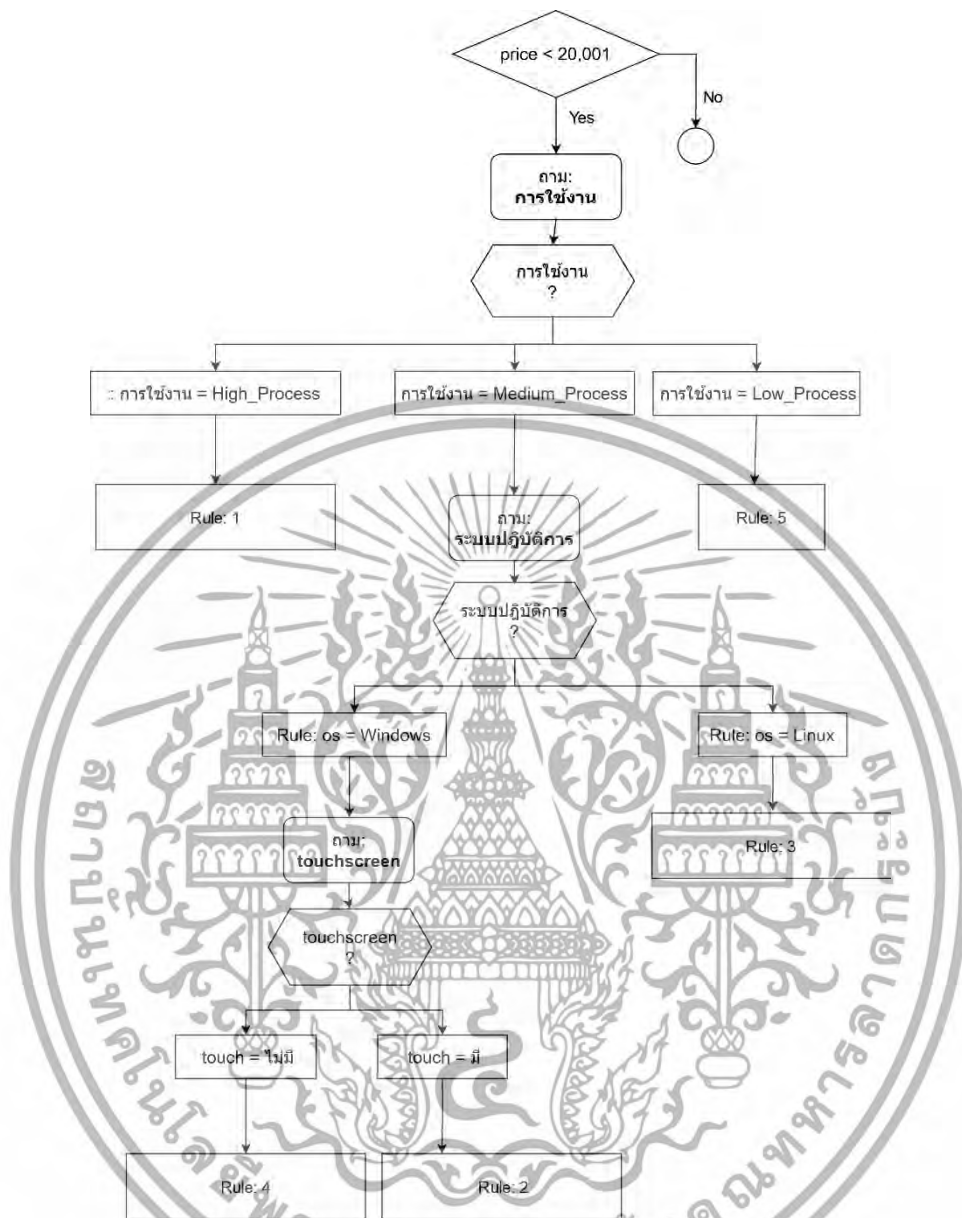 price < 20,001
No
Yes
ถาม:
การใช้งาน
การใช้งาน
?
:: การใช้งาน = High_Process
การใช้งาน = Medium_Process
การใช้งาน = Low_Process
Rule: 1
ถาม:
ระบบปฏิบัติการ
Rule: 5
ระบบปฏิบัติการ
?
Rule: os = Windows
Rule: os = Linux
ถาม:
touchscreen
Rule: 3
touchscreen
?
touch = ไม่มี
touch = มี
Rule: 4
Rule: 2